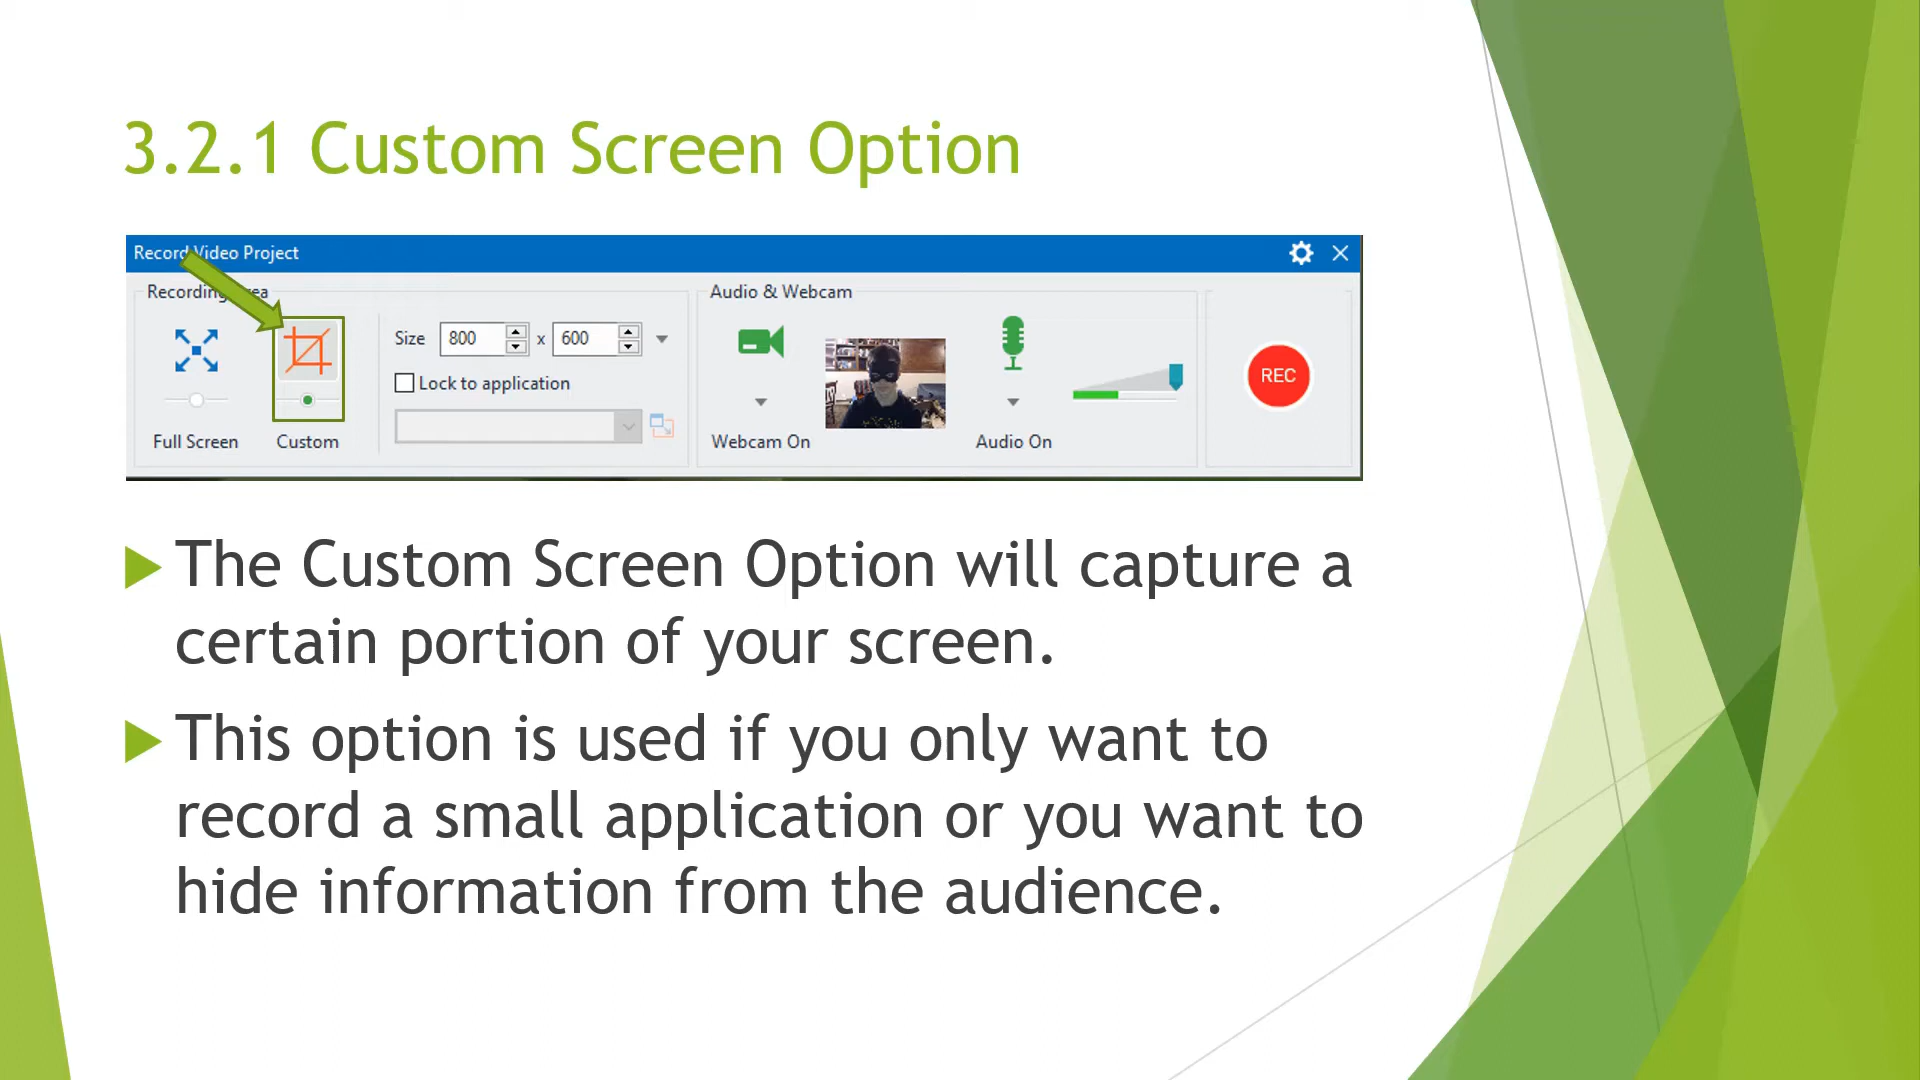 3.2.1 Custom Screen Option
Record Video Project
Recording Area
Audio & Webcam
Size 800 x 600
Lock to application
REC
Full Screen
Custom
Webcam On
Audio On
The Custom Screen Option will capture a
certain portion of your screen.
This option is used if you only want to
record a small application or you want to
hide information from the audience.